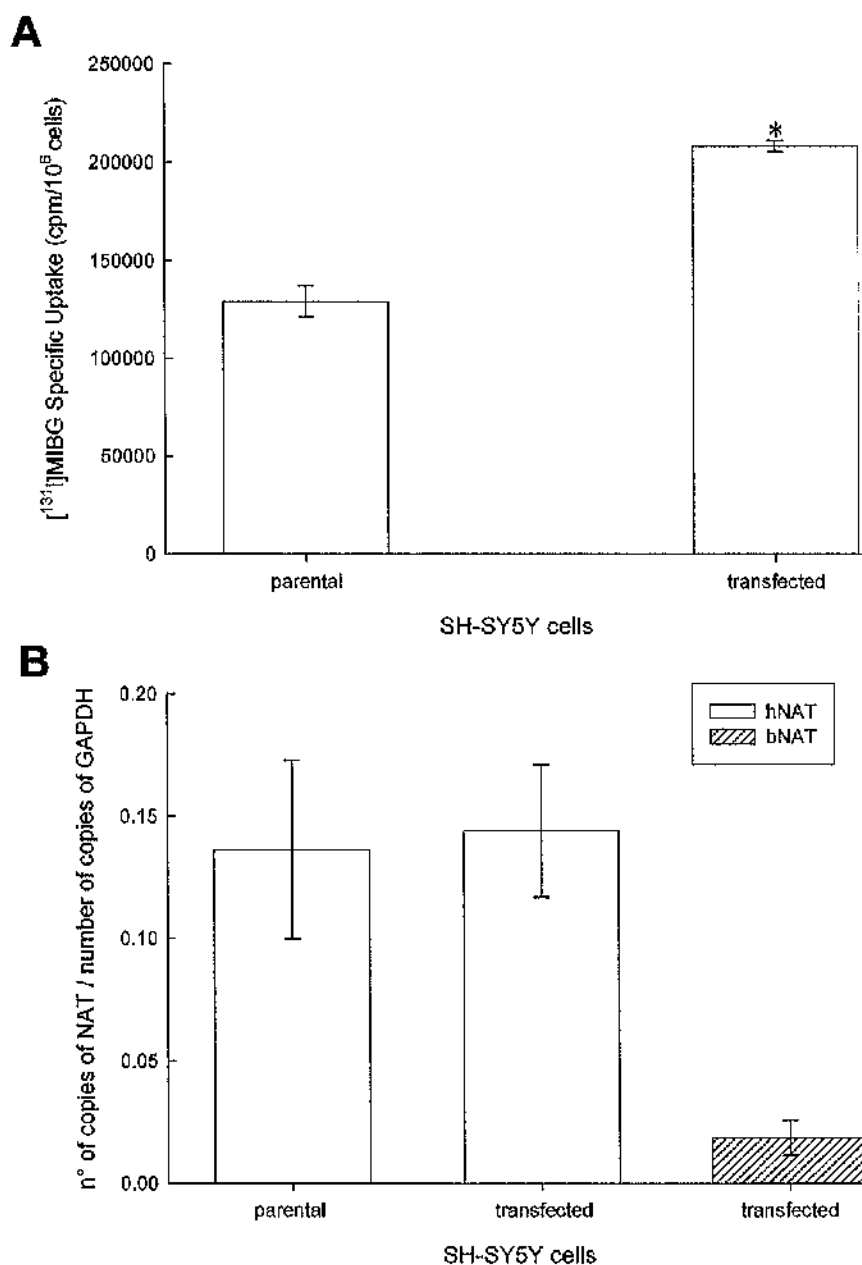 A
250000
200000
150000
100000
50000
0
[¹³¹I]MIBG Specific Uptake (cpm/10⁶ cells)
*
parental
transfected
SH-SY5Y cells
B
0.20
0.15
0.10
0.05
0.00
n° of copies of NAT / number of copies of GAPDH
hNAT
bNAT
parental
transfected
transfected
SH-SY5Y cells